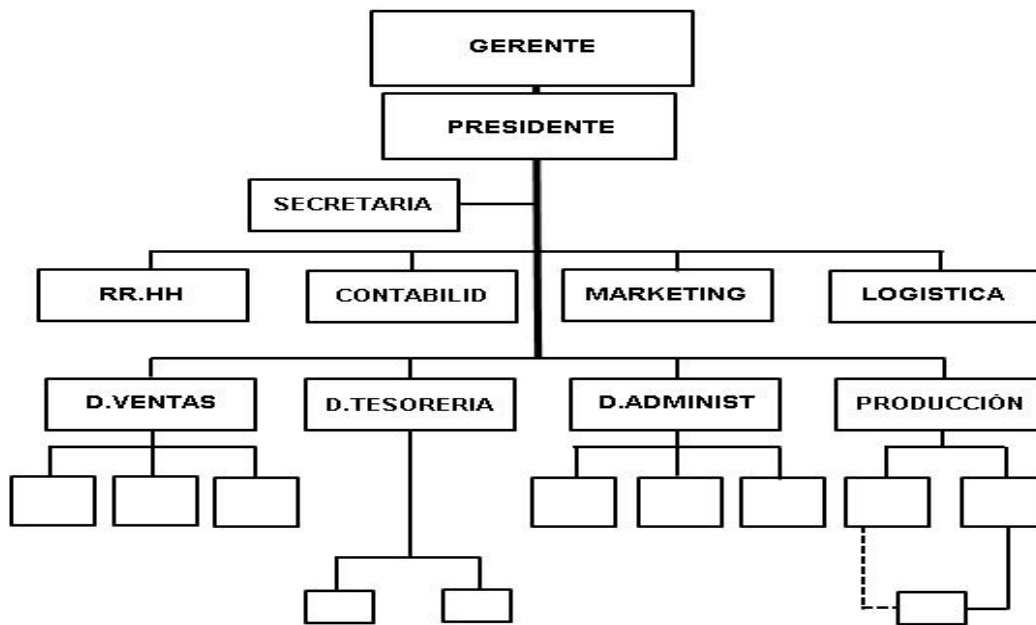 GERENTE
PRESIDENTE
SECRETARIA
RR.HH
CONTABILID
MARKETING
LOGISTICA
D.VENTAS
D.TESORERIA
D.ADMINIST
PRODUCCIÓN